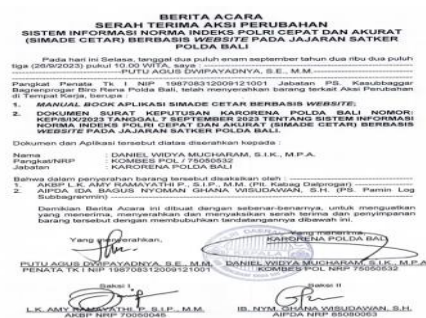 BERITA ACARA
SERAH TERIMA AKSI PERUBAHAN
SISTEM INFORMASI NORMA INDEKS POLRI CEPAT DAN AKURAT
(SIMADE CETAR) BERBASIS WEBSITE PADA JAJARAN SATKER
POLDA BALI
Pada hari ini Selasa, tanggal dua puluh enam september tahun dua ribu dua puluh
tiga (26/9/2023) pukul 10.00 WITA, saya :
PUTU AGUS DWIPAYADNYA, S.E., M.M.
Pangkat Penata Tk I NIP 198708312009121001 Jabatan PS. Kasubbaggar
Bagrenprogar Biro Rena Polda Bali, telah menyerahkan barang terkait Aksi Perubahan
di Tempat Kerja, berupa :
1. MANUAL BOOK APLIKASI SIMADE CETAR BERBASIS WEBSITE;
2. DOKUMEN SURAT KEPUTUSAN KARORENA POLDA BALI NOMOR:
KEP/5/IX/2023 TANGGAL 7 SEPTEMBER 2023 TENTANG SISTEM INFORMASI
NORMA INDEKS POLRI CEPAT DAN AKURAT (SIMADE CETAR) BERBASIS
WEBSITE PADA JAJARAN SATKER POLDA BALI.
Dokumen dan Aplikasi tersebut diatas diserahkan kepada :
Nama : DANIEL WIDYA MUCHARAM, S.I.K., M.P.A.
Pangkat/NRP : KOMBES POL / 75050532
Jabatan : KARORENA POLDA BALI
Bahwa dalam penyerahan barang tersebut disaksikan oleh :
1. AKBP L.K. AMY RAMAYATHI P., S.IP., M.M. (Plt. Kabag Dalprogar)
2. AIPDA IDA BAGUS NYOMAN GHANA WISUDAWAN, S.H. (PS. Pamin Log
Subbagrenmin)
Demikian Berita Acara ini dibuat dengan sebenar-benarnya, untuk menguatkan
yang menerima, menyerahkan dan menyaksikan serah terima dan penyimpanan
barang tersebut dengan membubuhkan tandatangannya dibawah ini.
Yang menyerahkan, Yang menerima,
KARORENA POLDA BALI
PUTU AGUS DWIPAYADNYA, S.E., M.M. DANIEL WIDYA MUCHARAM, S.I.K., M.P.A.
PENATA TK I NIP 198708312009121001 KOMBES POL NRP 75050532
Saksi I Saksi II
L.K. AMY RAMAYATHI P, S.IP., M.M. IB. NYM. GHANA WISUDAWAN, S.H.
AKBP NRP 70050045 AIPDA NRP 85080063